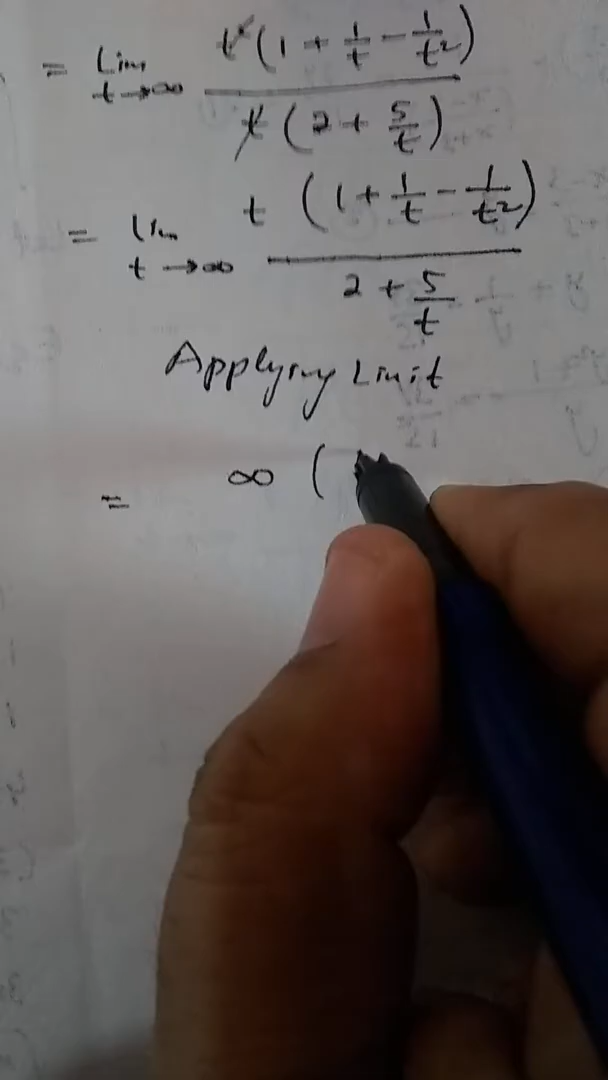 = Lim t→∞ t²(1 + 1/t − 1/t²) / t(2 + 5/t)
= Lim t→∞ t (1 + 1/t − 1/t²) / 2 + 5/t
Applying Limit
= ∞ (